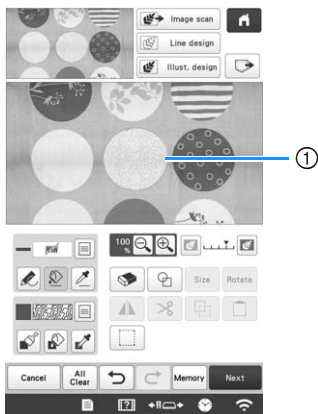 Image scan
Line design
Illust. design
①
100 %
Size
Rotate
Cancel
All Clear
Memory
Next